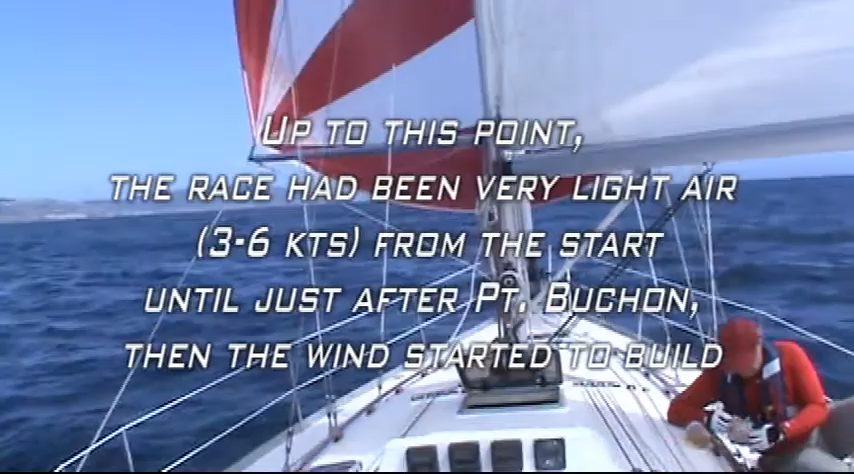 Up to this point,
the race had been very light air
(3-6 kts) from the start
until just after Pt. Buchon,
then the wind started to build